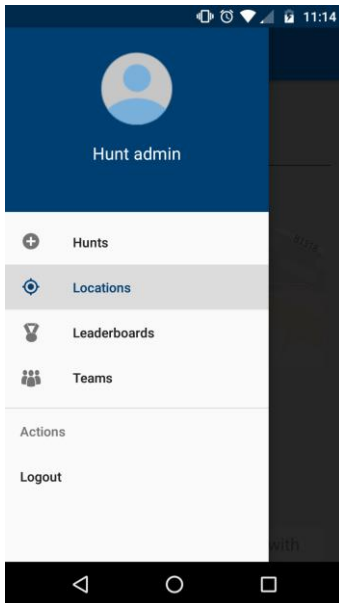 11:14
Hunt admin
Hunts
Locations
Leaderboards
Teams
Actions
Logout
with